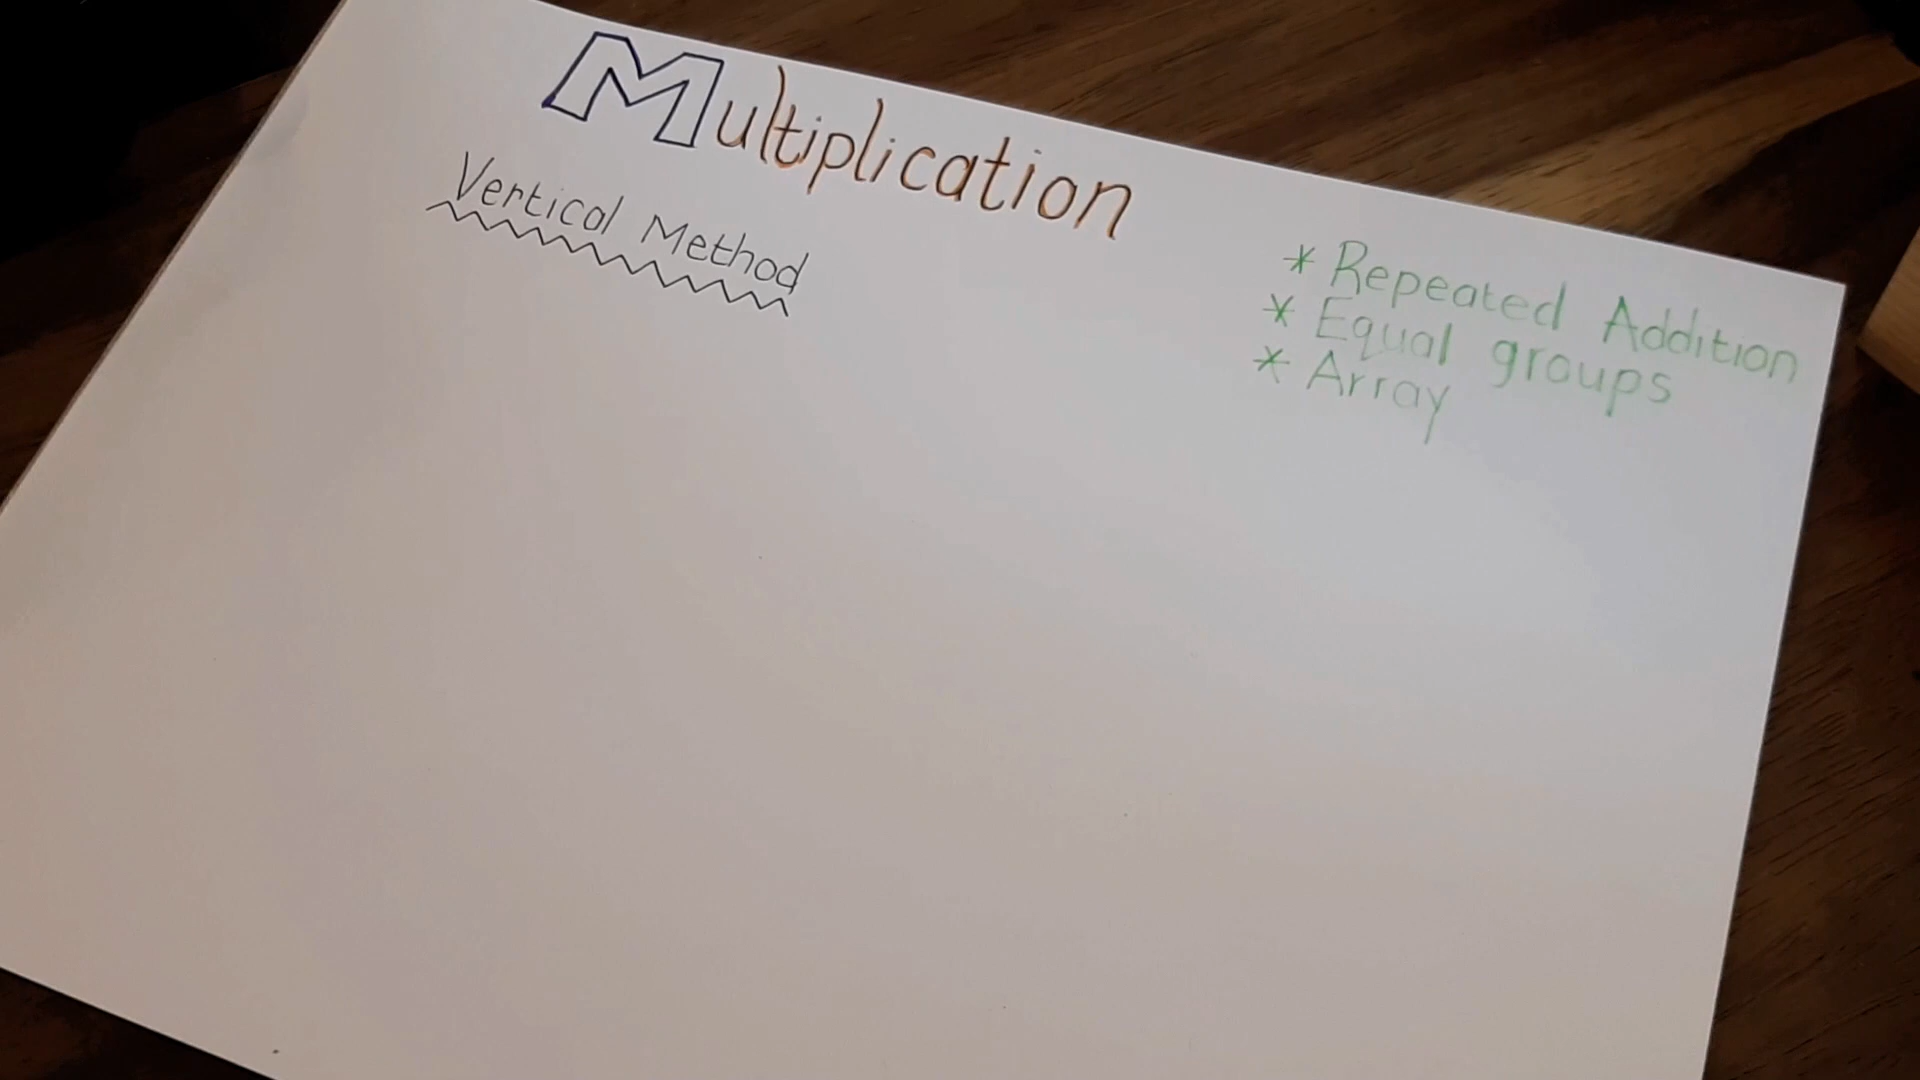 Multiplication
Vertical Method
* Repeated Addition
* Equal groups
* Array